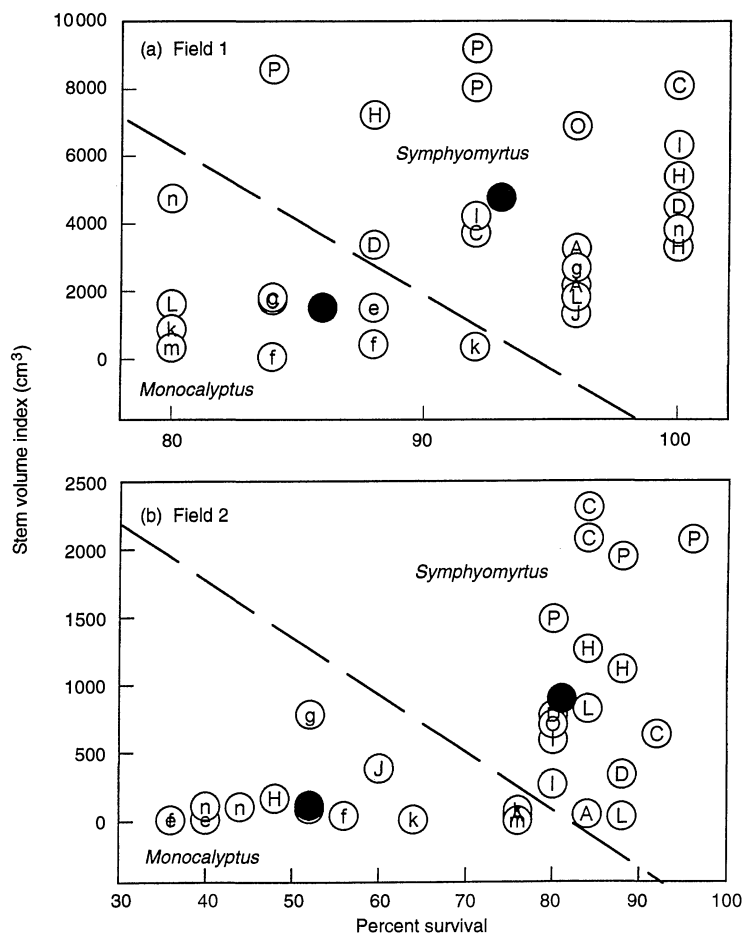 10000
(a) Field 1
P
P
P
C
8000
H
O
Symphyomyrtus
I
6000
H
n
D
I
C
n
4000
D
A
H
g
A
2000
L
g
e
L
J
k
m
f
f
k
0
Monocalyptus
80
90
100
Stem volume index (cm³)
2500
(b) Field 2
C
C
P
P
2000
Symphyomyrtus
P
1500
H
H
1000
g
L
O
C
I
500
J
I
D
n
n
H
A
A
L
e
f
k
m
0
Monocalyptus
30
40
50
60
70
80
90
100
Percent survival